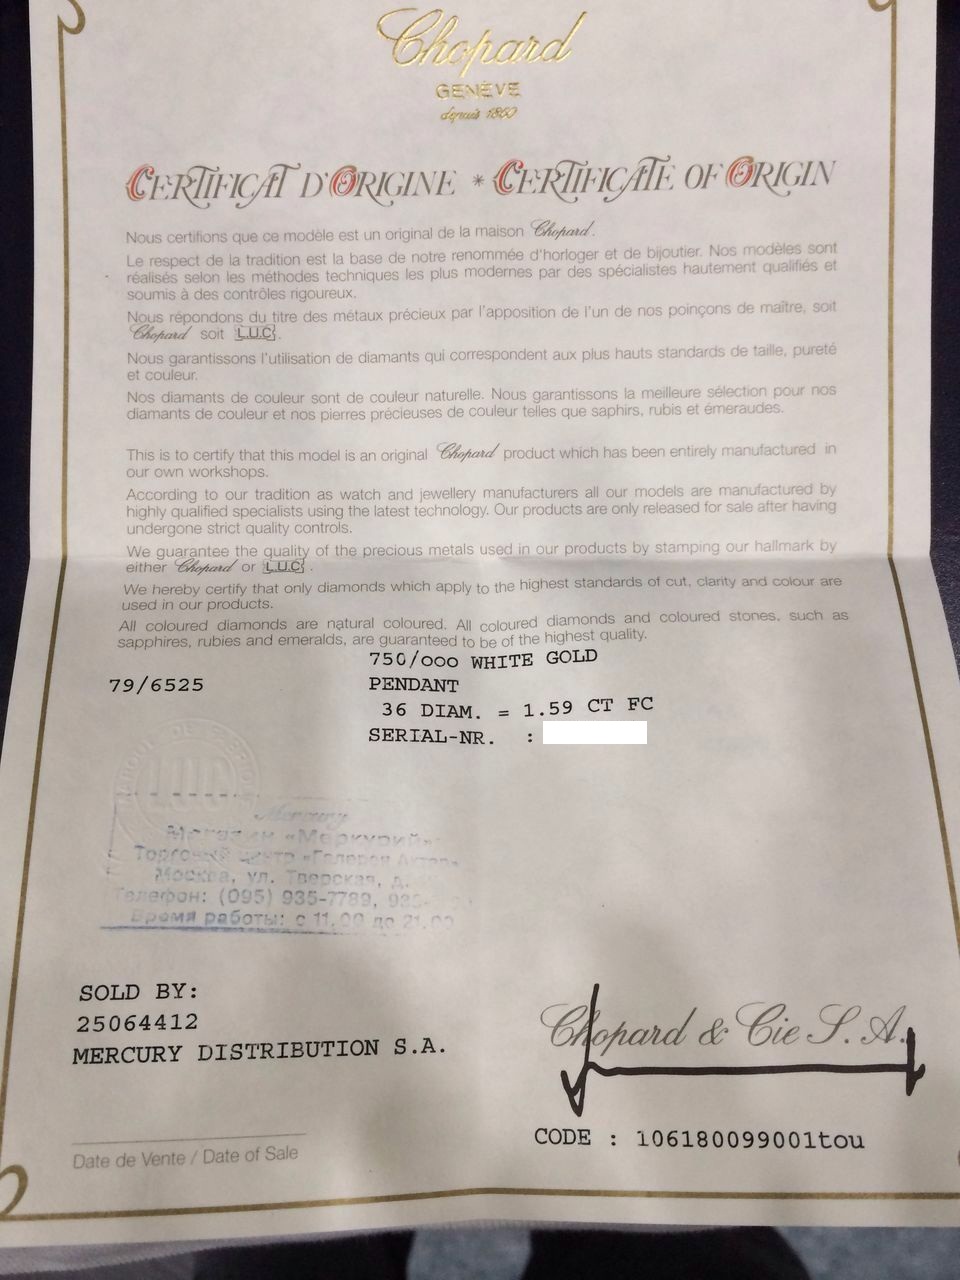 Chopard
GENÈVE
depuis 1860
CERTIFICAT D'ORIGINE * CERTIFICATE OF ORIGIN
Nous certifions que ce modèle est un original de la maison Chopard.
Le respect de la tradition est la base de notre renommée d'horloger et de bijoutier. Nos modèles sont
réalisés selon les méthodes techniques les plus modernes par des spécialistes hautement qualifiés et
soumis à des contrôles rigoureux.
Nous répondons du titre des métaux précieux par l'apposition de l'un de nos poinçons de maître, soit
Chopard soit L.U.C.
Nous garantissons l'utilisation de diamants qui correspondent aux plus hauts standards de taille, pureté
et couleur.
Nos diamants de couleur sont de couleur naturelle. Nous garantissons la meilleure sélection pour nos
diamants de couleur et nos pierres précieuses de couleur telles que saphirs, rubis et émeraudes.
This is to certify that this model is an original Chopard product which has been entirely manufactured in
our own workshops.
According to our tradition as watch and jewellery manufacturers all our models are manufactured by
highly qualified specialists using the latest technology. Our products are only released for sale after having
undergone strict quality controls.
We guarantee the quality of the precious metals used in our products by stamping our hallmark by
either Chopard or L.U.C.
We hereby certify that only diamonds which apply to the highest standards of cut, clarity and colour are
used in our products.
All coloured diamonds are natural coloured. All coloured diamonds and coloured stones, such as
sapphires, rubies and emeralds, are guaranteed to be of the highest quality.
750/ooo WHITE GOLD
79/6525 PENDANT
36 DIAM. = 1.59 CT FC
SERIAL-NR. :
LUC
Mercury
Магазин «Меркурий»
Торговый центр «Галерея Актер»
Москва, ул. Тверская, д.
Телефон: (095) 935-7789,
Время работы: с 11.00 до 21.00
SOLD BY:
25064412
MERCURY DISTRIBUTION S.A.
Chopard & Cie S.A.
CODE : 106180099001tou
Date de Vente / Date of Sale